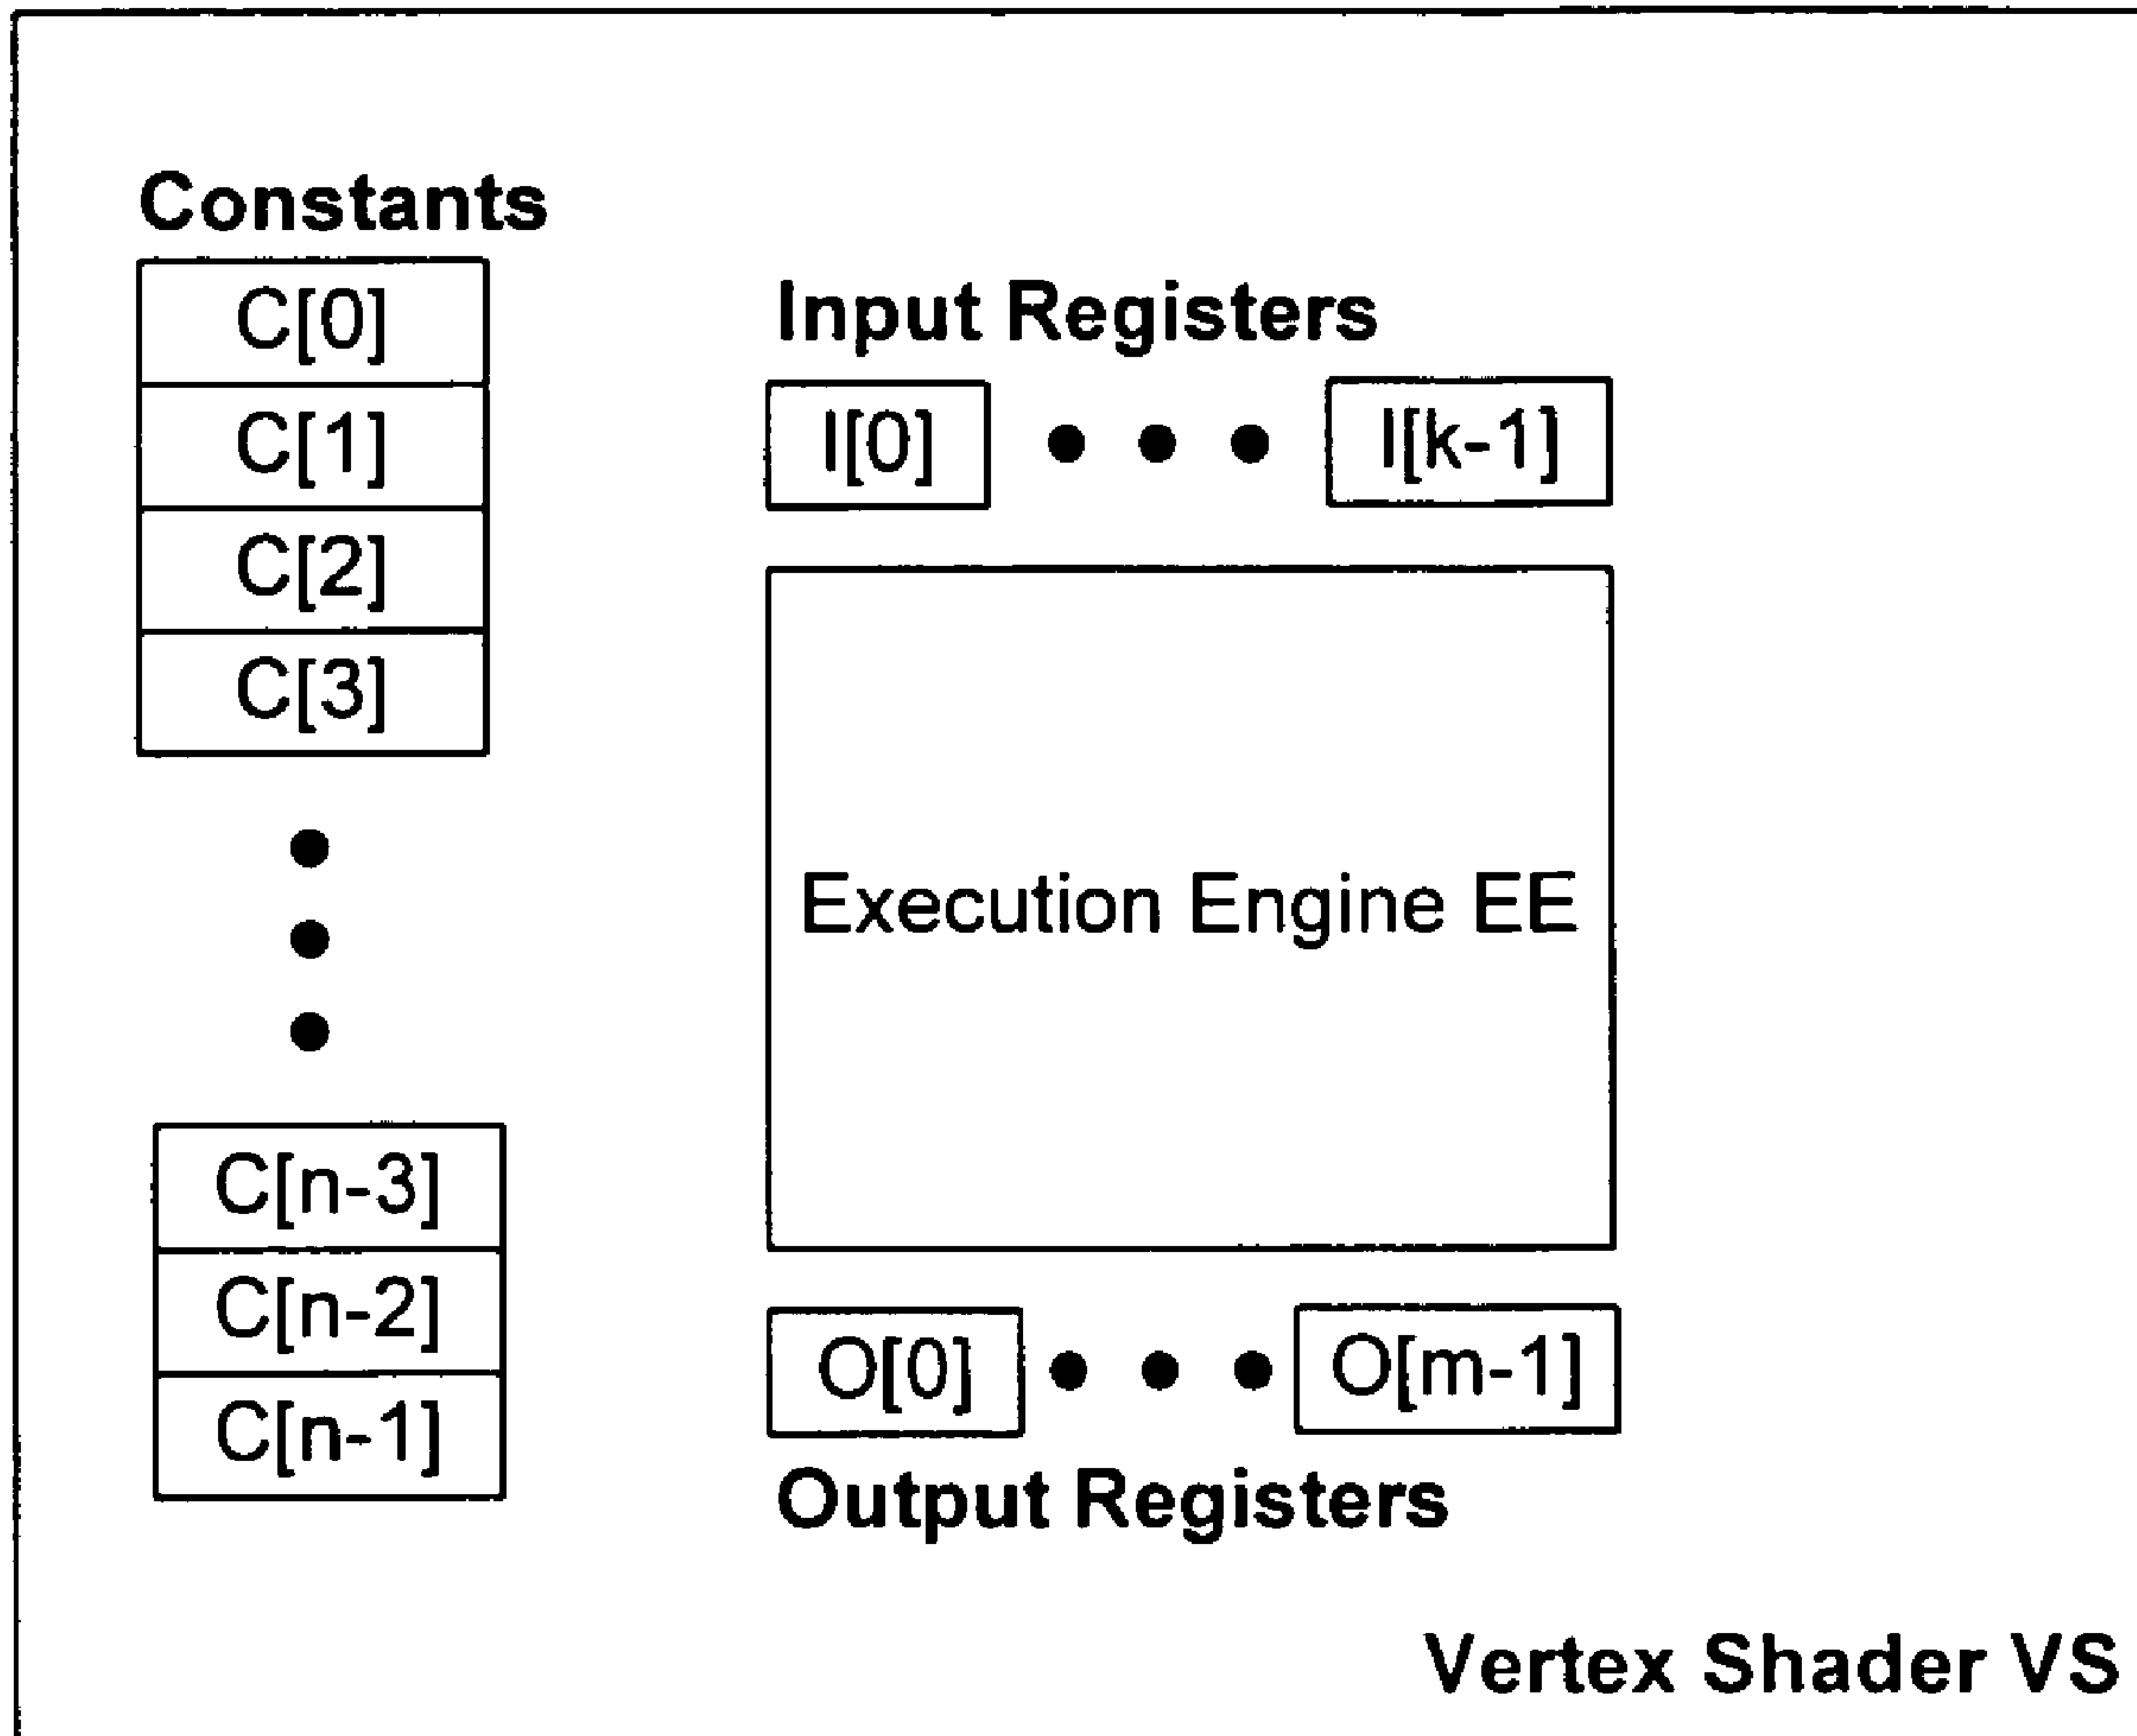 Constants
C[0]
C[1]
C[2]
C[3]
C[n-3]
C[n-2]
C[n-1]
Input Registers
I[0] • • • I[k-1]
Execution Engine EE
O[0] • • • O[m-1]
Output Registers
Vertex Shader VS